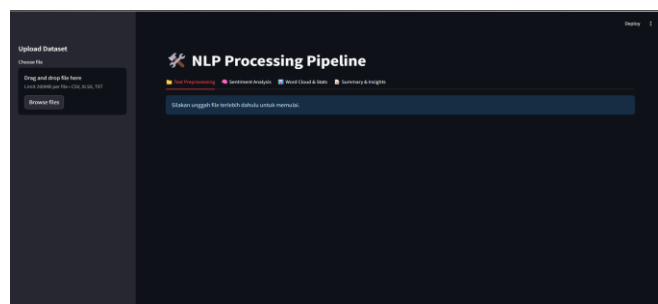 Deploy
Upload Dataset
Choose File
Drag and drop file here
Limit 200MB per file • CSV, XLSX, TXT
Browse files
🛠️ NLP Processing Pipeline
📁 Text Preprocessing 🧠 Sentiment Analysis 📊 Word Cloud & Stats 📑 Summary & Insights
Silakan unggah file terlebih dahulu untuk memulai.